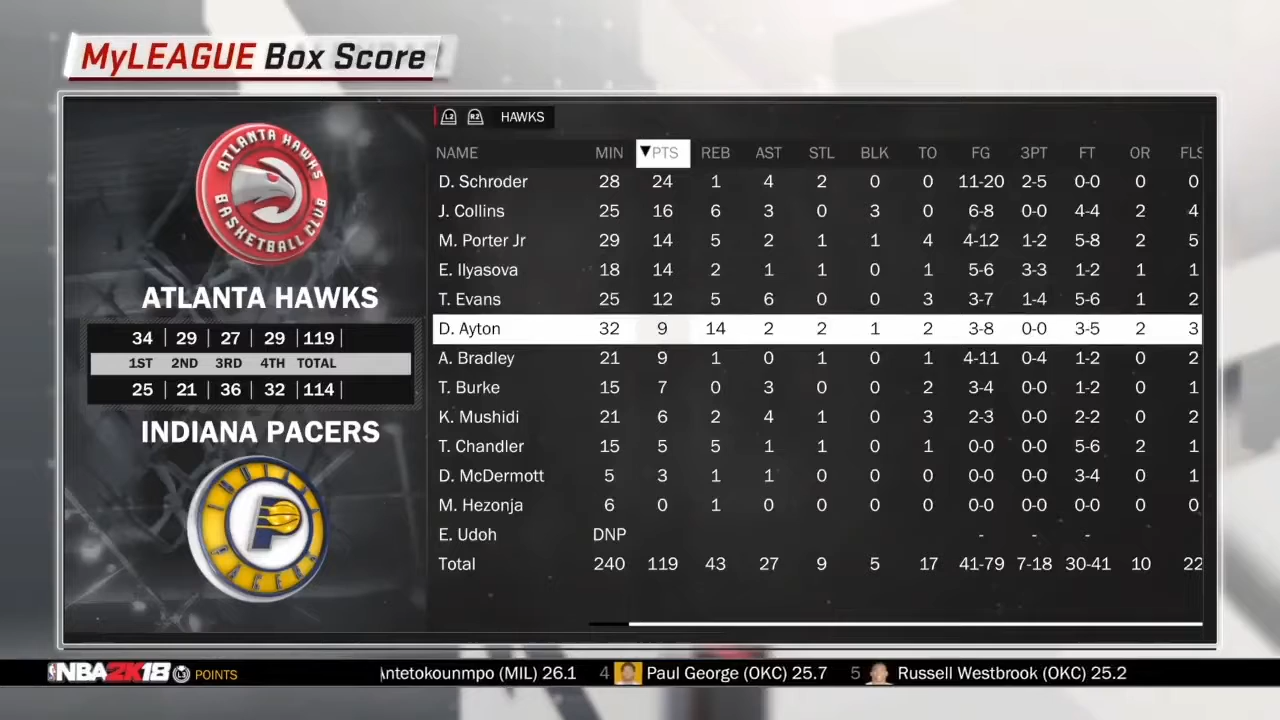 MyLEAGUE Box Score
ATLANTA HAWKS
BASKETBALL CLUB
ATLANTA HAWKS
34 29 27 29 119
1ST 2ND 3RD 4TH TOTAL
25 21 36 32 114
INDIANA PACERS
INDIANA
PACERS
L2 R2 HAWKS
NAME MIN ▼PTS REB AST STL BLK TO FG 3PT FT OR FLS
D. Schroder 28 24 1 4 2 0 0 11-20 2-5 0-0 0 0
J. Collins 25 16 6 3 0 3 0 6-8 0-0 4-4 2 4
M. Porter Jr 29 14 5 2 1 1 4 4-12 1-2 5-8 2 5
E. Ilyasova 18 14 2 1 1 0 1 5-6 3-3 1-2 1 1
T. Evans 25 12 5 6 0 0 3 3-7 1-4 5-6 1 2
D. Ayton 32 9 14 2 2 1 2 3-8 0-0 3-5 2 3
A. Bradley 21 9 1 0 1 0 1 4-11 0-4 1-2 0 2
T. Burke 15 7 0 3 0 0 2 3-4 0-0 1-2 0 1
K. Mushidi 21 6 2 4 1 0 3 2-3 0-0 2-2 0 2
T. Chandler 15 5 5 1 1 0 1 0-0 0-0 5-6 2 1
D. McDermott 5 3 1 1 0 0 0 0-0 0-0 3-4 0 1
M. Hezonja 6 0 1 0 0 0 0 0-0 0-0 0-0 0 0
E. Udoh DNP - - -
Total 240 119 43 27 9 5 17 41-79 7-18 30-41 10 22
NBA2K18 POINTS ntetokounmpo (MIL) 26.1 4 Paul George (OKC) 25.7 5 Russell Westbrook (OKC) 25.2